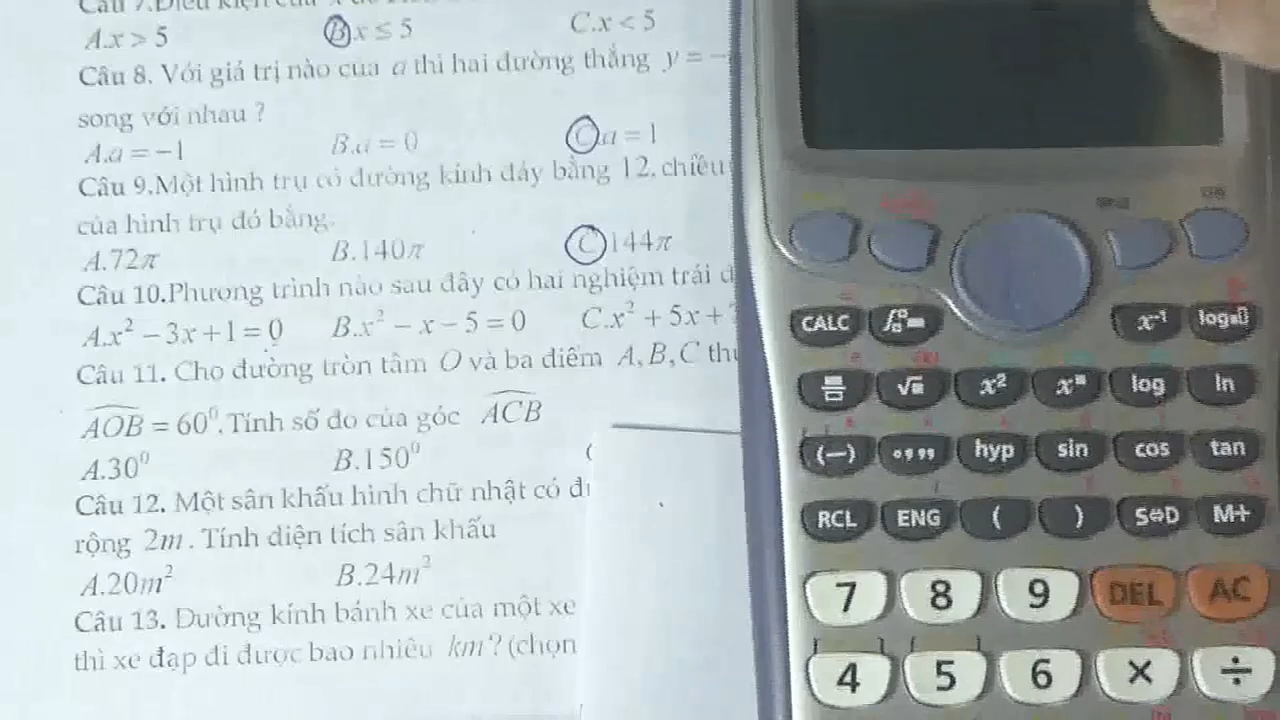 Câu 7.Điều kiện của x
A.x > 5 B.x ≤ 5 C.x < 5
Câu 8. Với giá trị nào của a thì hai đường thẳng y = −
song với nhau ?
A.a = −1 B.a = 0 C.a = 1
Câu 9.Một hình trụ có đường kính đáy bằng 12, chiều
của hình trụ đó bằng.
A.72π B.140π C.144π
Câu 10.Phương trình nào sau đây có hai nghiệm trái d
A.x² − 3x + 1 = 0 B.x² − x − 5 = 0 C.x² + 5x +
Câu 11. Cho đường tròn tâm O và ba điểm A, B, C thu
AOB = 60⁰. Tính số đo của góc ACB
A.30⁰ B.150⁰ (
Câu 12. Một sân khấu hình chữ nhật có
rộng 2m. Tính diện tích sân khấu
A.20m² B.24m²
Câu 13. Đường kính bánh xe của một xe
thì xe đạp đi được bao nhiêu km ? (chọn
CALC x⁻¹ log
√ x² log ln
(−) hyp sin cos tan
RCL ENG ( ) S⇔D M+
7 8 9 DEL AC
4 5 6 × ÷